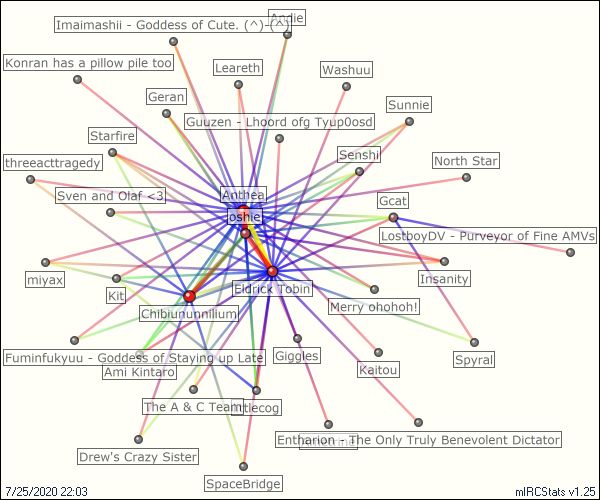 Andie
Imaimashii - Goddess of Cute. (^)-(^)
Konran has a pillow pile too
Leareth
Washuu
Geran
Sunnie
Guuzen - Lhoord ofg Tyup0osd
Starfire
Senshi
threeacttragedy
North Star
Sven and Olaf <3
Anthea
Gcat
oshie
LostboyDV - Purveyor of Fine AMVs
miyax
Insanity
Kit
Eldrick Tobin
Merry ohohoh!
Chibiununnilium
Fuminfukyuu - Goddess of Staying up Late
Giggles
Spyral
Ami Kintaro
Kaitou
The A & C Team
tlecog
Entharion - The Only Truly Benevolent Dictator
Drew's Crazy Sister
SpaceBridge
7/25/2020 22:03
mIRCStats v1.25